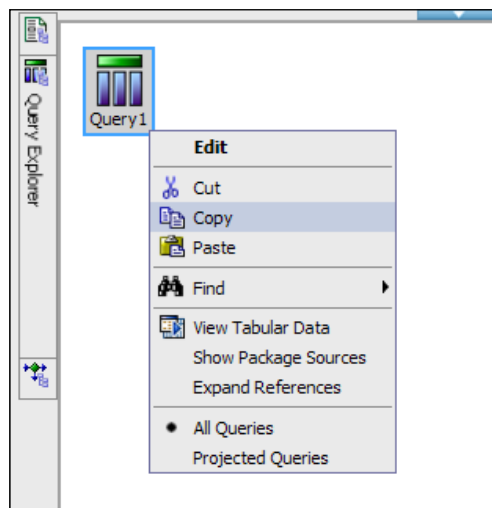 Query Explorer
Query1
Edit
Cut
Copy
Paste
Find
View Tabular Data
Show Package Sources
Expand References
All Queries
Projected Queries